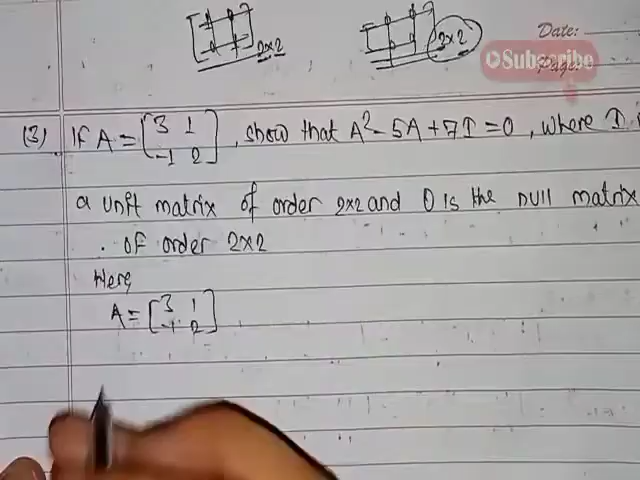 2×2
2×2
Date:
Subscribe
Page:
(3) If A = [3 1 , show that A² - 5A + 7I = 0 , where I
-1 2]
a unit matrix of order 2×2 and 0 is the null matrix
. of order 2×2
Here
A = [3 1
-1 2]